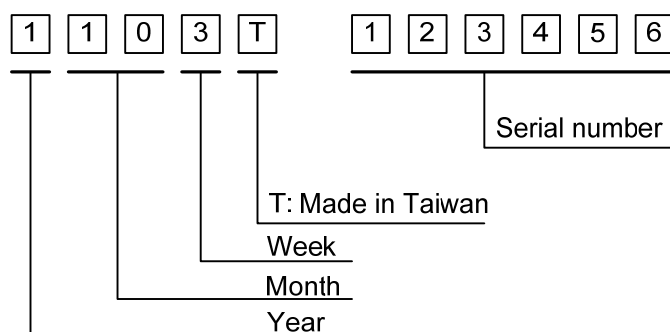 1 1 0 3 T 1 2 3 4 5 6
Serial number
T: Made in Taiwan
Week
Month
Year